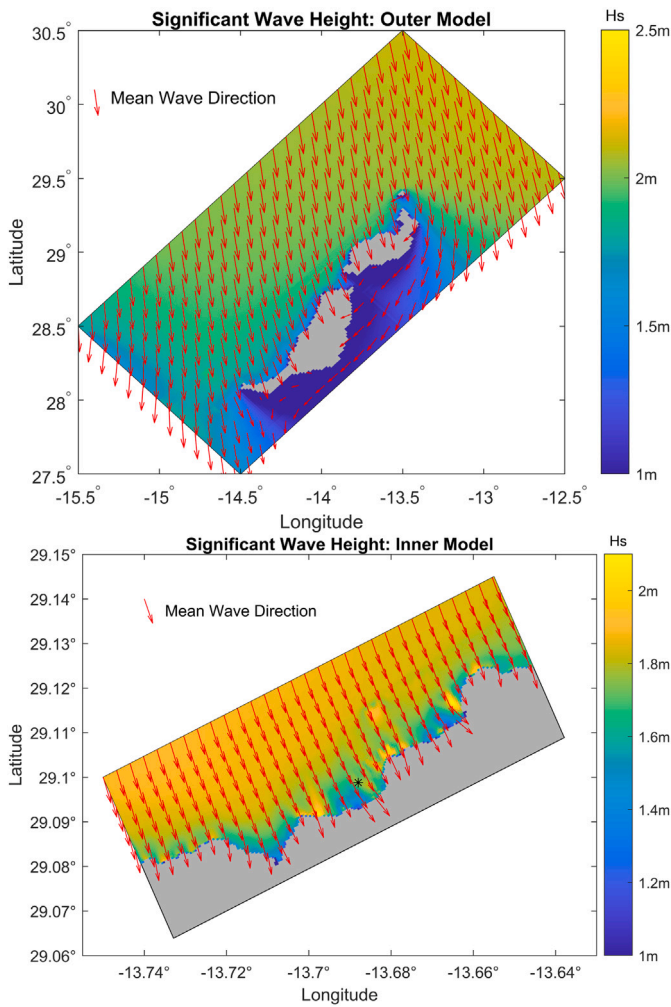 Significant Wave Height: Outer Model
Hs
30.5°
30°
29.5°
29°
28.5°
28°
27.5°
Latitude
Mean Wave Direction
-15.5° -15° -14.5° -14° -13.5° -13° -12.5°
Longitude
2.5m
1.5m
1m
Significant Wave Height: Inner Model
Hs
29.15°
29.14°
29.13°
29.12°
29.11°
29.1°
29.09°
29.08°
29.07°
29.06°
Latitude
Mean Wave Direction
*
-13.74° -13.72° -13.7° -13.68° -13.66° -13.64°
Longitude
2m
1.8m
1.6m
1.4m
1.2m
1m